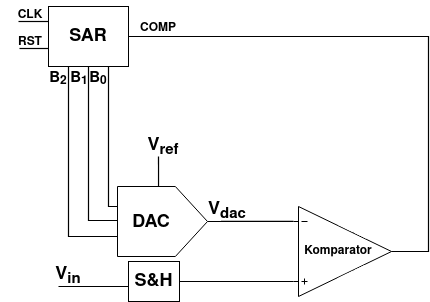 CLK
SAR
COMP
RST
B2 B1 B0
Vref
DAC
Vdac
−
Komparator
Vin
S&H
+